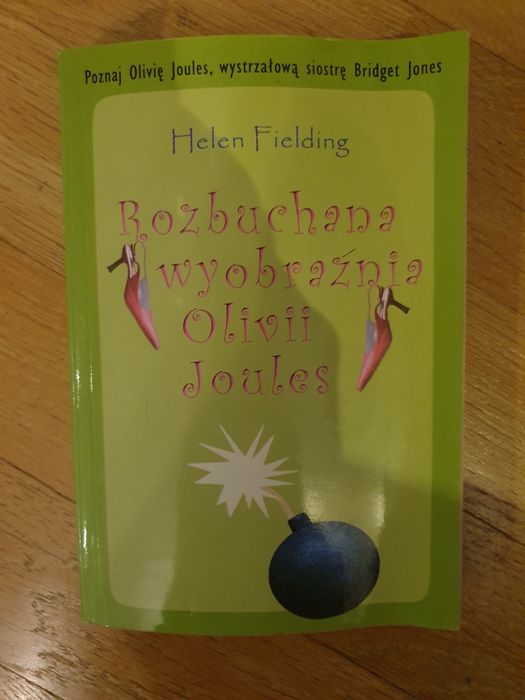 Poznaj Olivię Joules, wystrzałową siostrę Bridget Jones
Helen Fielding
Rozbuchana
wyobraźnia
Olivii
Joules